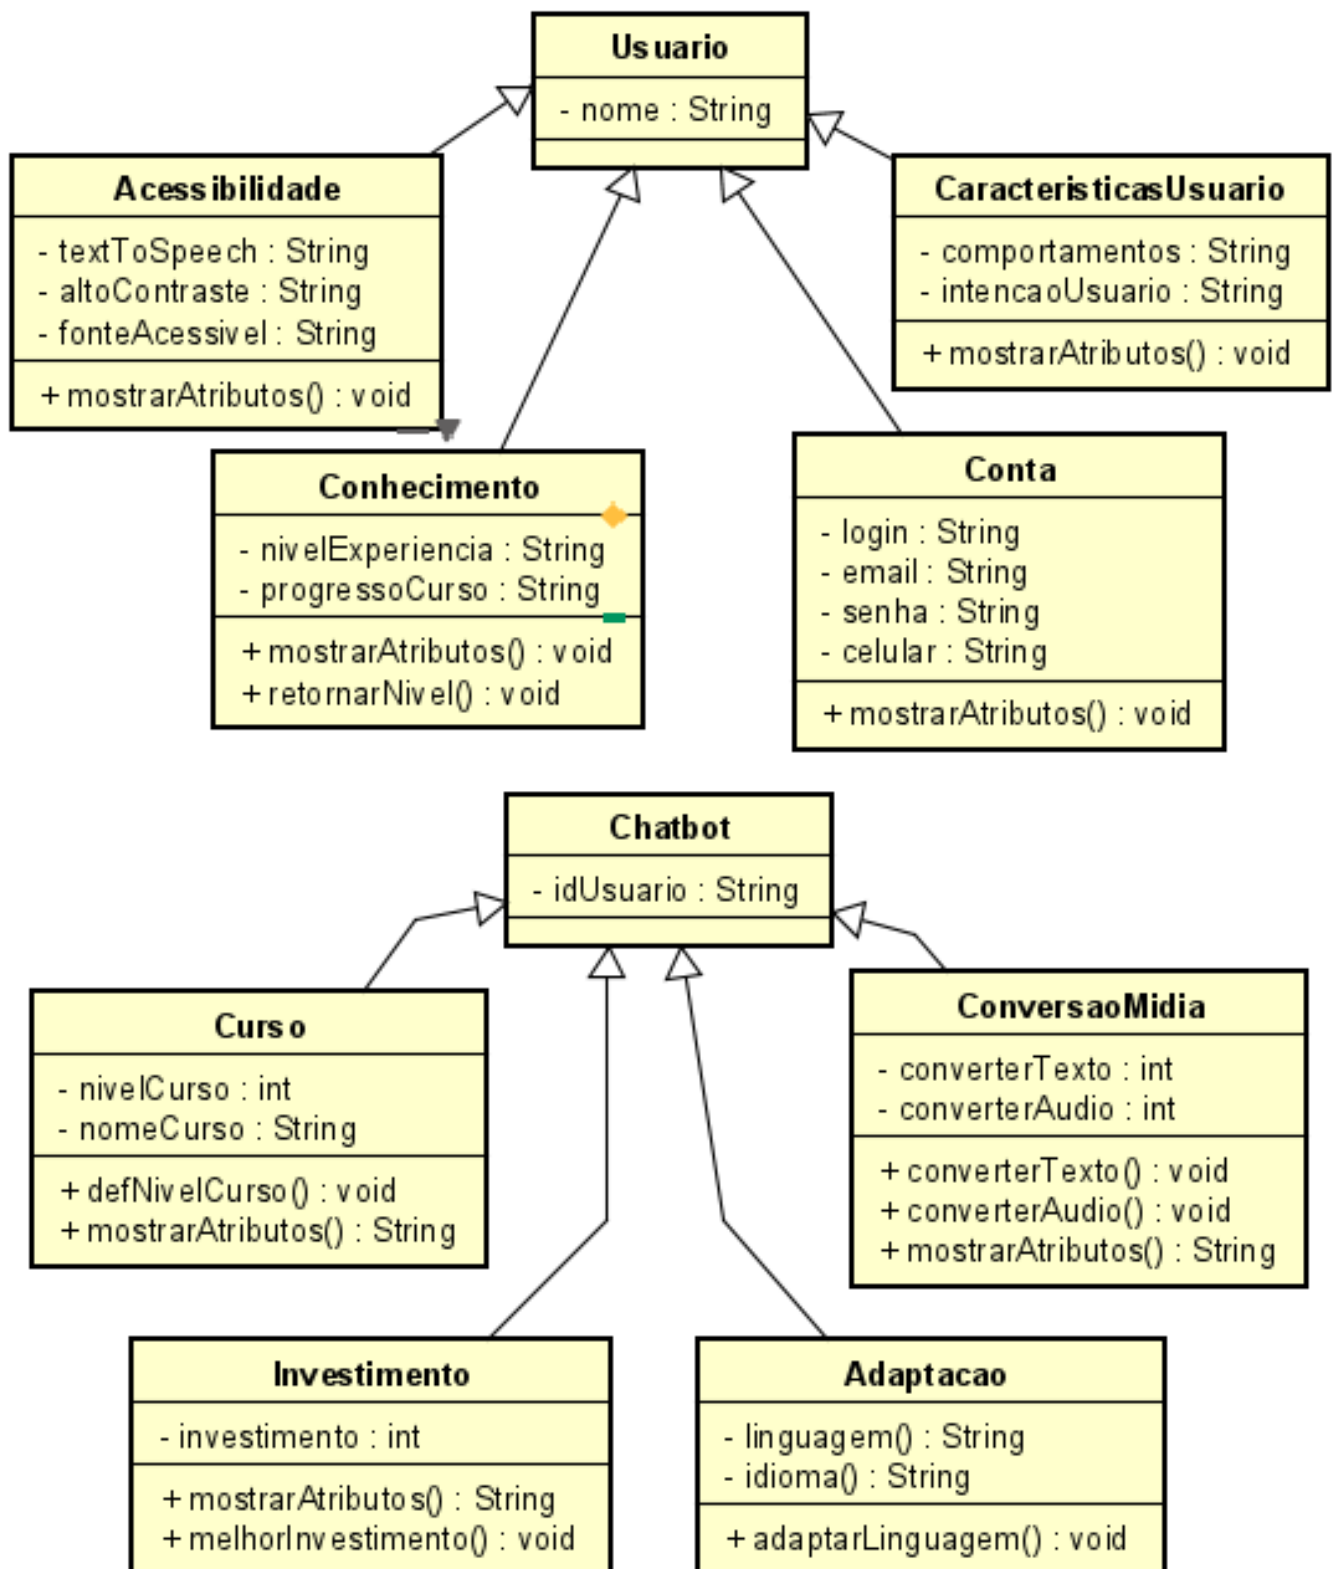 Usuario
- nome : String
Acessibilidade
- textToSpeech : String
- altoContraste : String
- fonteAcessivel : String
+ mostrarAtributos() : void
CaracteristicasUsuario
- comportamentos : String
- intencaoUsuario : String
+ mostrarAtributos() : void
Conhecimento
- nivelExperiencia : String
- progressoCurso : String
+ mostrarAtributos() : void
+ retornarNivel() : void
Conta
- login : String
- email : String
- senha : String
- celular : String
+ mostrarAtributos() : void
Chatbot
- idUsuario : String
Curso
- nivelCurso : int
- nomeCurso : String
+ defNivelCurso() : void
+ mostrarAtributos() : String
ConversaoMidia
- converterTexto : int
- converterAudio : int
+ converterTexto() : void
+ converterAudio() : void
+ mostrarAtributos() : String
Investimento
- investimento : int
+ mostrarAtributos() : String
+ melhorInvestimento() : void
Adaptacao
- linguagem() : String
- idioma() : String
+ adaptarLinguagem() : void